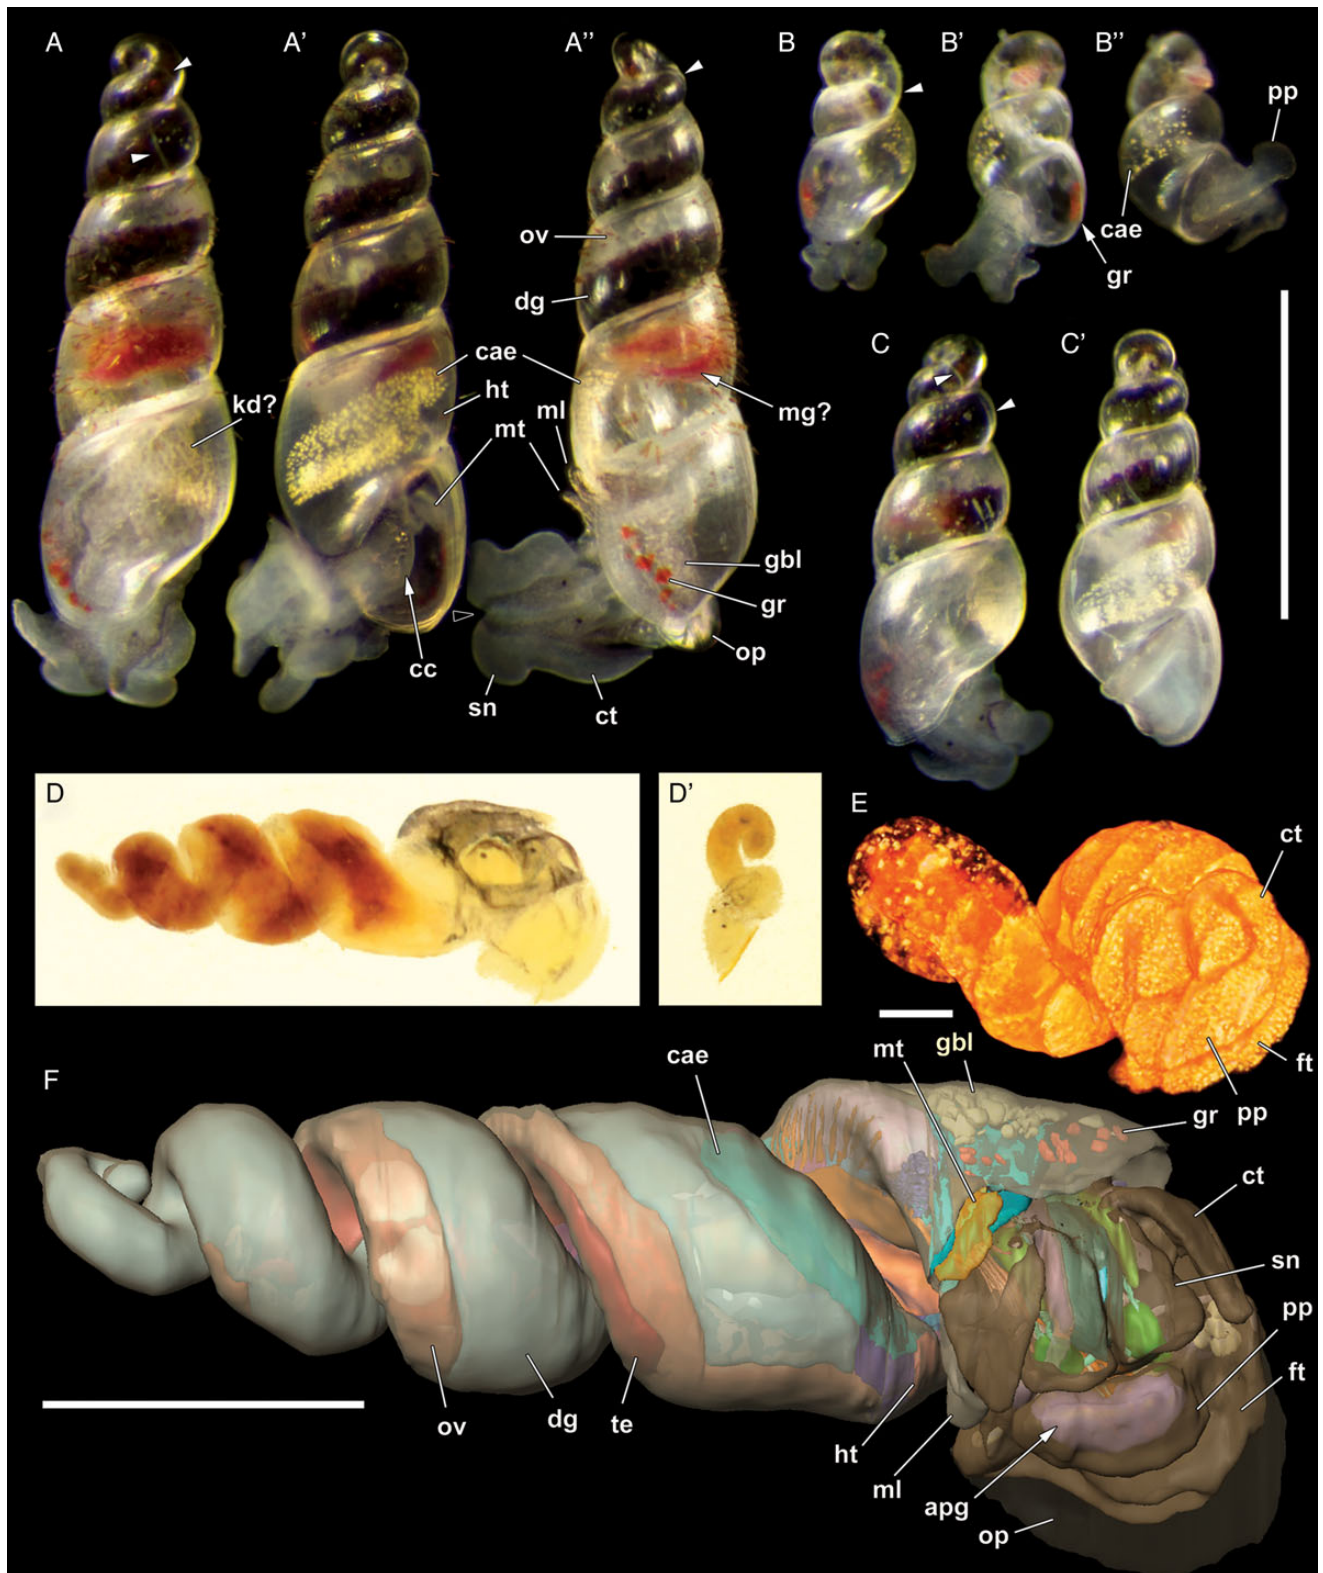 A
A'
A''
B
B'
B''
pp
ov
cae
gr
dg
C
C'
cae
kd?
ht
mg?
ml
mt
gbl
gr
op
cc
sn
ct
D
D'
E
ct
mt
gbl
ft
cae
F
gr
pp
ct
sn
pp
ft
ov
dg
te
ht
ml
apg
op